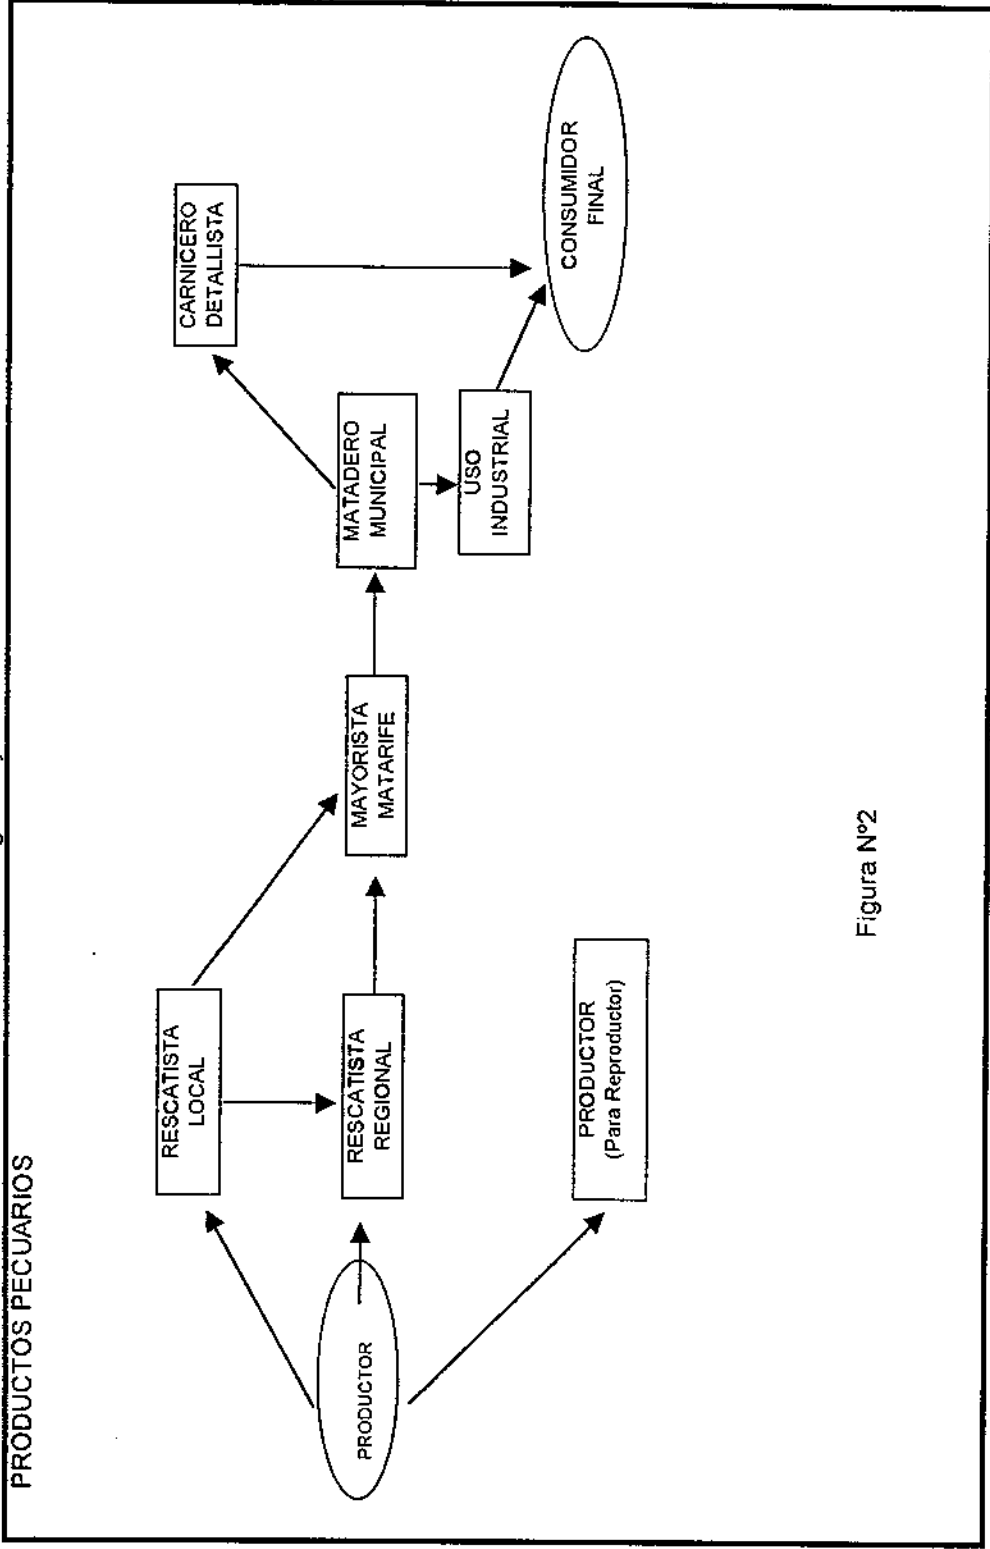 PRODUCTOS PECUARIOS
PRODUCTOR
RESCATISTA
LOCAL
RESCATISTA
REGIONAL
PRODUCTOR
(Para Reproductor)
MAYORISTA
MATARIFE
MATADERO
MUNICIPAL
USO
INDUSTRIAL
CARNICERO
DETALLISTA
CONSUMIDOR
FINAL
Figura Nº2